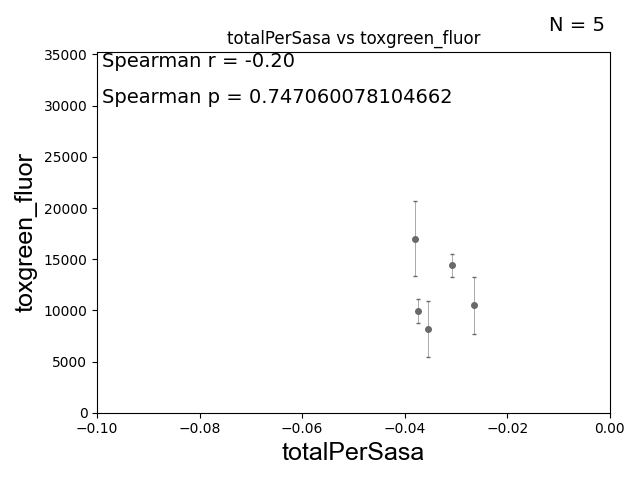 N = 5
totalPerSasa vs toxgreen_fluor
Spearman r = -0.20
Spearman p = 0.747060078104662
35000
30000
25000
20000
15000
10000
5000
0
toxgreen_fluor
−0.10 −0.08 −0.06 −0.04 −0.02 0.00
totalPerSasa